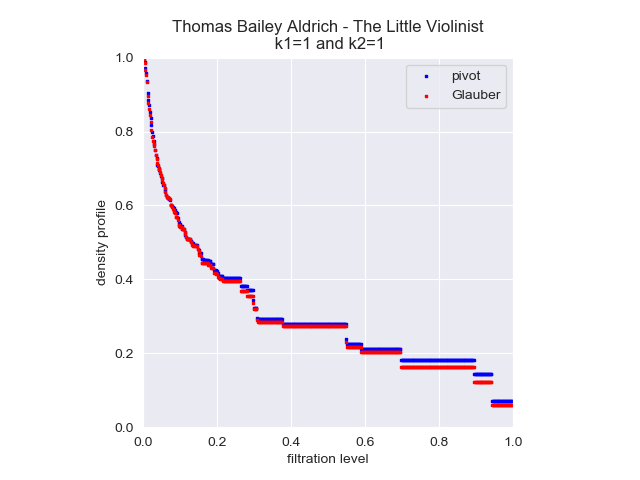 Thomas Bailey Aldrich - The Little Violinist
k1=1 and k2=1
pivot
Glauber
density profile
1.0
0.8
0.6
0.4
0.2
0.0
0.0 0.2 0.4 0.6 0.8 1.0
filtration level